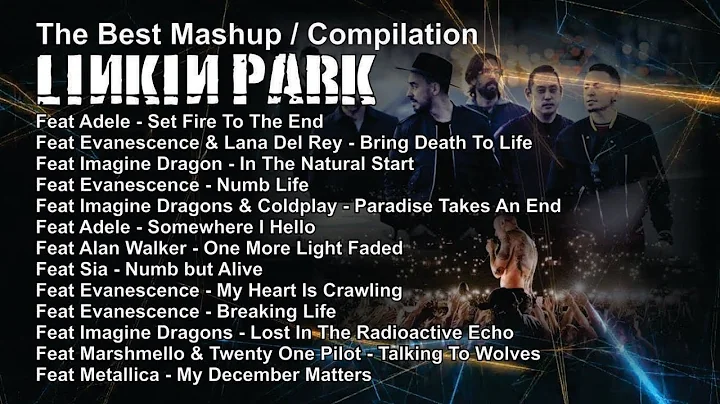 The Best Mashup / Compilation
LINKIN PARK
Feat Adele - Set Fire To The End
Feat Evanescence & Lana Del Rey - Bring Death To Life
Feat Imagine Dragon - In The Natural Start
Feat Evanescence - Numb Life
Feat Imagine Dragons & Coldplay - Paradise Takes An End
Feat Adele - Somewhere I Hello
Feat Alan Walker - One More Light Faded
Feat Sia - Numb but Alive
Feat Evanescence - My Heart Is Crawling
Feat Evanescence - Breaking Life
Feat Imagine Dragons - Lost In The Radioactive Echo
Feat Marshmello & Twenty One Pilot - Talking To Wolves
Feat Metallica - My December Matters